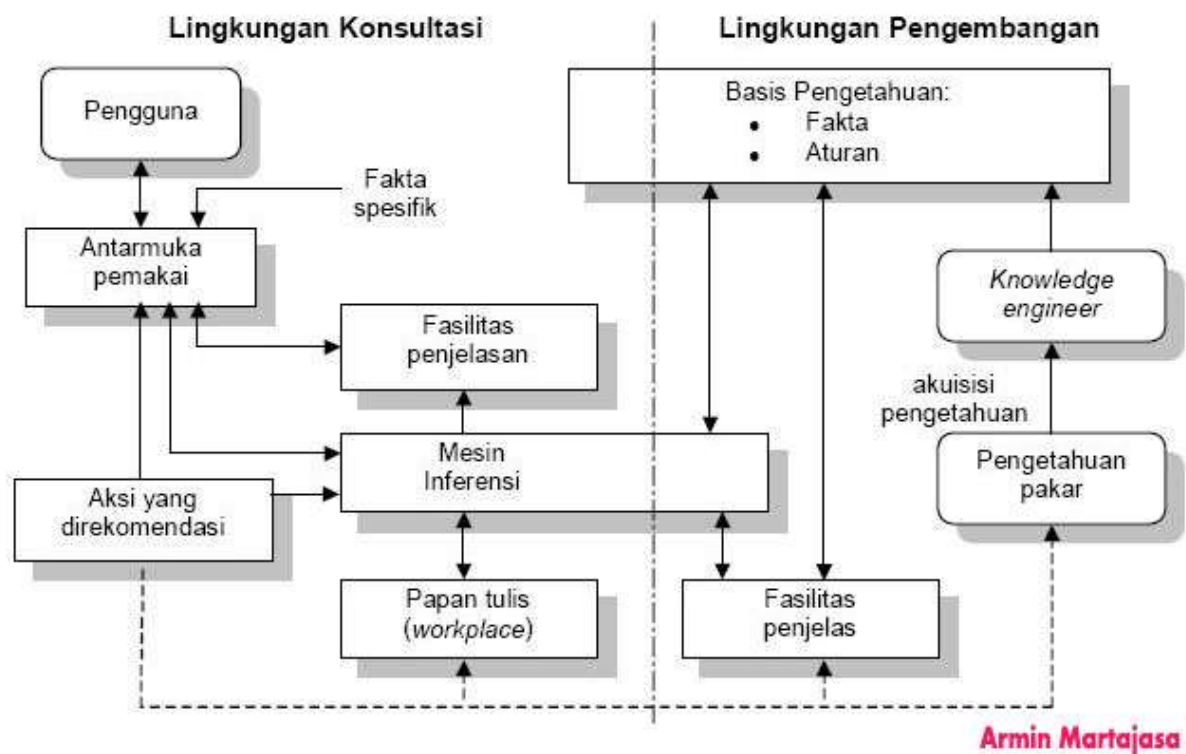 Lingkungan Konsultasi
Lingkungan Pengembangan
Pengguna
Basis Pengetahuan:
• Fakta
• Aturan
Fakta
spesifik
Antarmuka
pemakai
Knowledge
engineer
Fasilitas
penjelasan
akuisisi
pengetahuan
Mesin
Inferensi
Pengetahuan
pakar
Aksi yang
direkomendasi
Papan tulis
(workplace)
Fasilitas
penjelas
Armin Martajasa